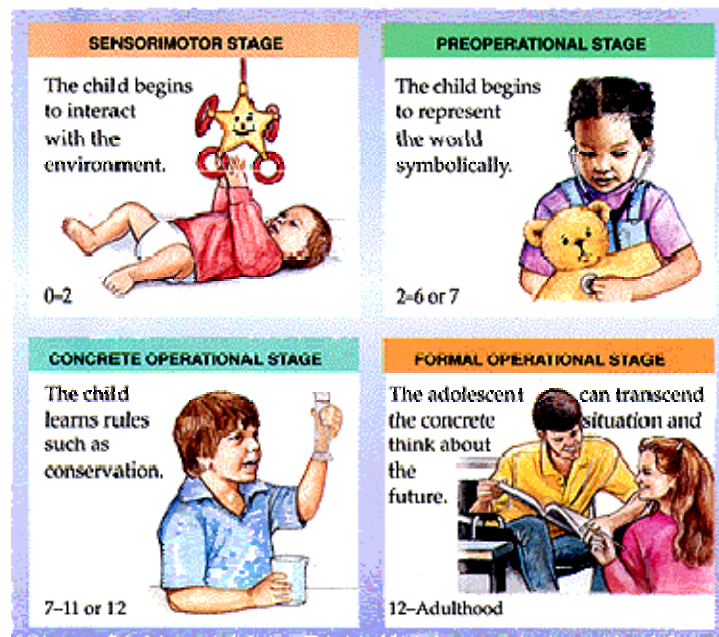 SENSORIMOTOR STAGE
The child begins
to interact
with the
environment.
0–2
PREOPERATIONAL STAGE
The child begins
to represent
the world
symbolically.
2–6 or 7
CONCRETE OPERATIONAL STAGE
The child
learns rules
such as
conservation.
7–11 or 12
FORMAL OPERATIONAL STAGE
The adolescent can transcend
the concrete situation and
think about
the
future.
12–Adulthood